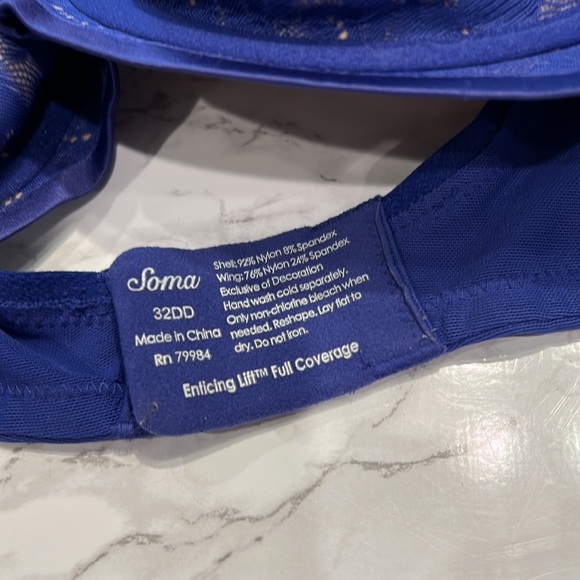 Soma
32DD
Made in China
Rn 79984
Shell: 92% Nylon 8% Spandex
Wing: 76% Nylon 24% Spandex
Exclusive of Decoration
Hand wash cold separately.
Only non-chlorine bleach when
needed. Reshape. Lay flat to
dry. Do not iron.
Enticing Lift™ Full Coverage